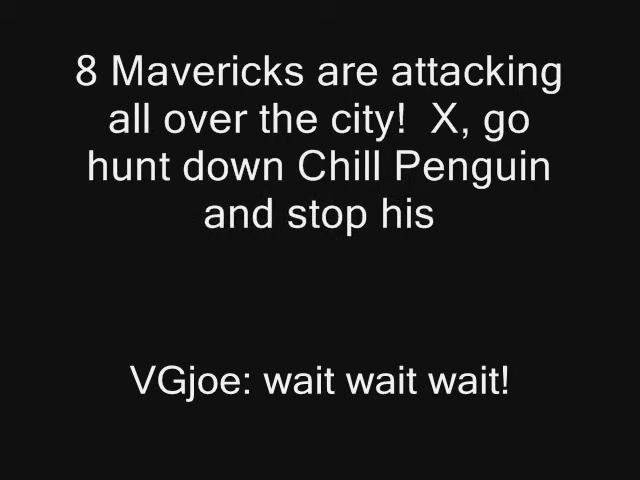 8 Mavericks are attacking
all over the city!  X, go
hunt down Chill Penguin
and stop his
VGjoe: wait wait wait!